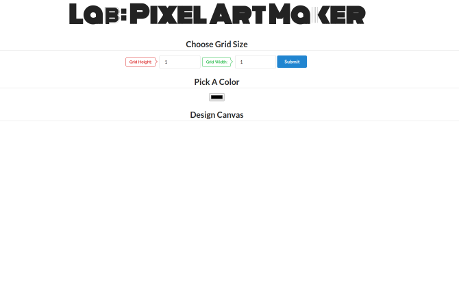 Lab: Pixel Art Maker
Choose Grid Size
Grid Height: 1 Grid Width: 1 Submit
Pick A Color
Design Canvas